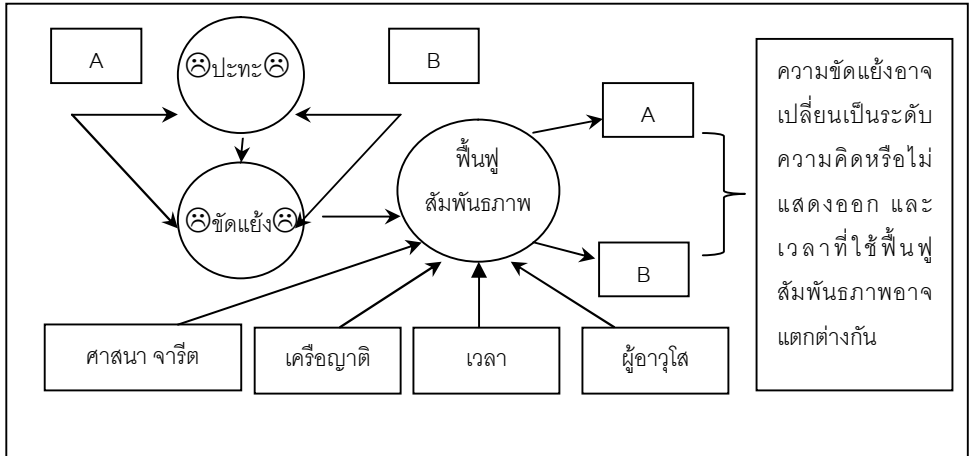 A
☹ปะทะ☹
B
☹ขัดแย้ง☹
ฟื้นฟู
สัมพันธภาพ
A
B
ความขัดแย้งอาจ
เปลี่ยนเป็นระดับ
ความคิดหรือไม่
แสดงออก และ
เวลาที่ใช้ฟื้นฟู
สัมพันธภาพอาจ
แตกต่างกัน
ศาสนา จารีต
เครือญาติ
เวลา
ผู้อาวุโส